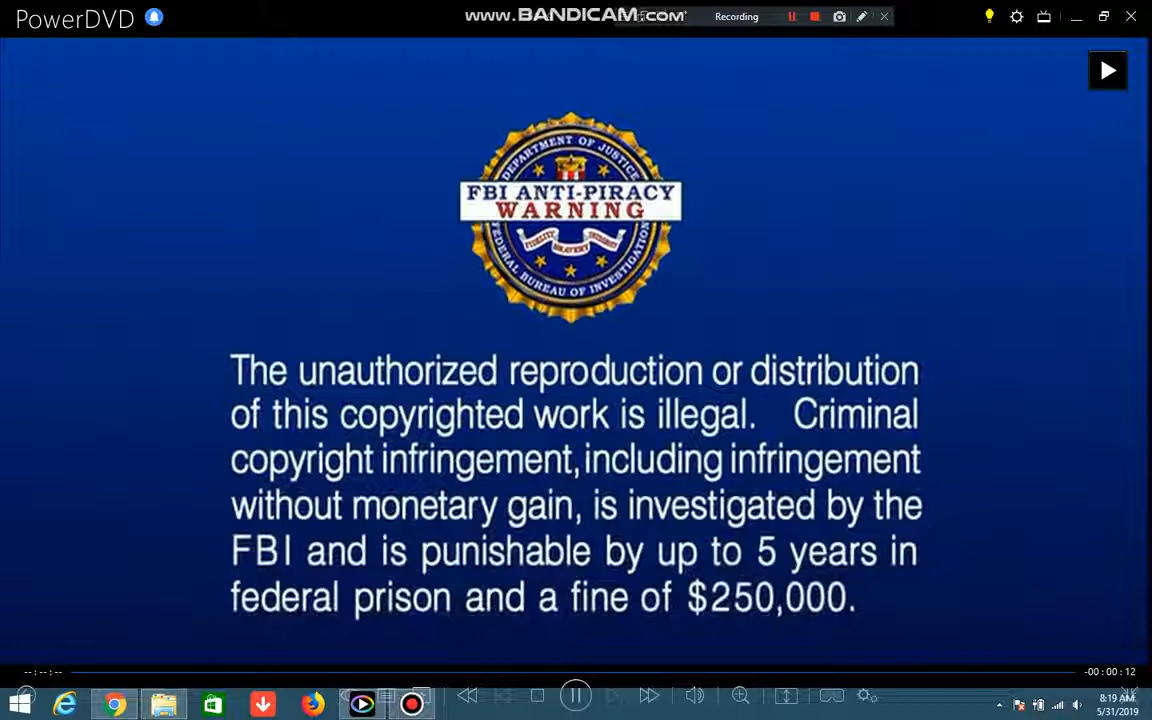 PowerDVD
www.BANDICAM.COM
Recording
DEPARTMENT OF JUSTICE
FBI ANTI-PIRACY
WARNING
FIDELITY BRAVERY INTEGRITY
FEDERAL BUREAU OF INVESTIGATION
The unauthorized reproduction or distribution
of this copyrighted work is illegal. Criminal
copyright infringement, including infringement
without monetary gain, is investigated by the
FBI and is punishable by up to 5 years in
federal prison and a fine of $250,000.
--:--:--
-00:00:12
8:19 AM
5/31/2019